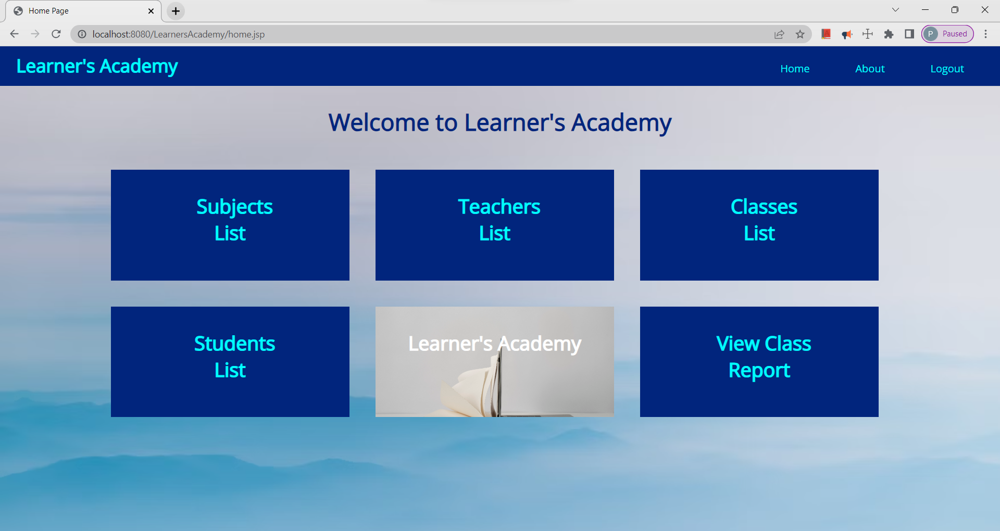 Home Page
localhost:8080/LearnersAcademy/home.jsp
P Paused
Learner's Academy
Home About Logout
Welcome to Learner's Academy
Subjects
List
Teachers
List
Classes
List
Students
List
Learner's Academy
View Class
Report